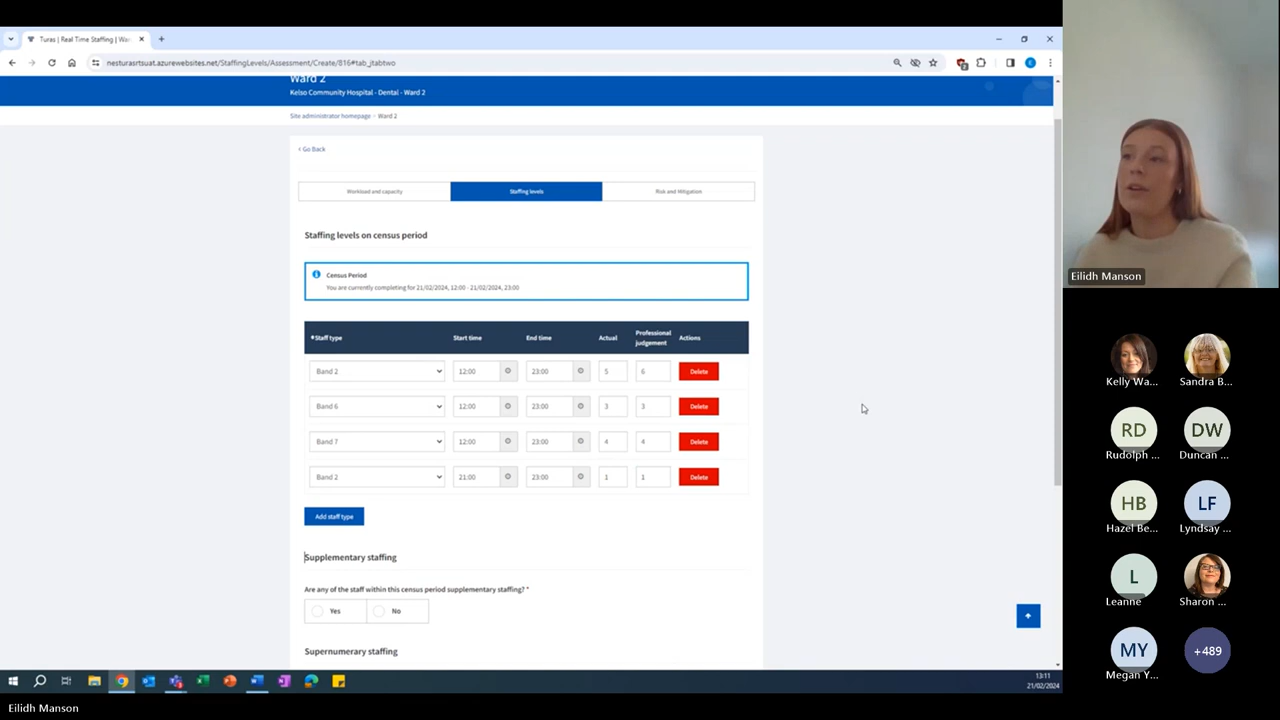 Turas | Real Time Staffing | Wa
nesturasrtsuat.azurewebsites.net/StaffingLevels/Assessment/Create/816#tab_jtabtwo
Ward 2
Kelso Community Hospital - Dental - Ward 2
Site administrator homepage > Ward 2
< Go Back
Workload and capacity Staffing levels Risk and Mitigation
Staffing levels on census period
Census Period
You are currently completing for 21/02/2024, 12:00 - 21/02/2024, 23:00
Staff type Start time End time Actual Professional judgement Actions
Band 2 12:00 23:00 5 6 Delete
Band 6 12:00 23:00 3 3 Delete
Band 7 12:00 23:00 4 4 Delete
Band 2 21:00 23:00 1 1 Delete
Add staff type
Supplementary staffing
Are any of the staff within this census period supplementary staffing? *
Yes No
Supernumerary staffing
13:11
21/02/2024
Eilidh Manson
Eilidh Manson
Kelly Wa... Sandra B...
RD DW
Rudolph ... Duncan ...
HB LF
Hazel Be... Lyndsay ...
L
Leanne Sharon ...
MY +489
Megan Y...